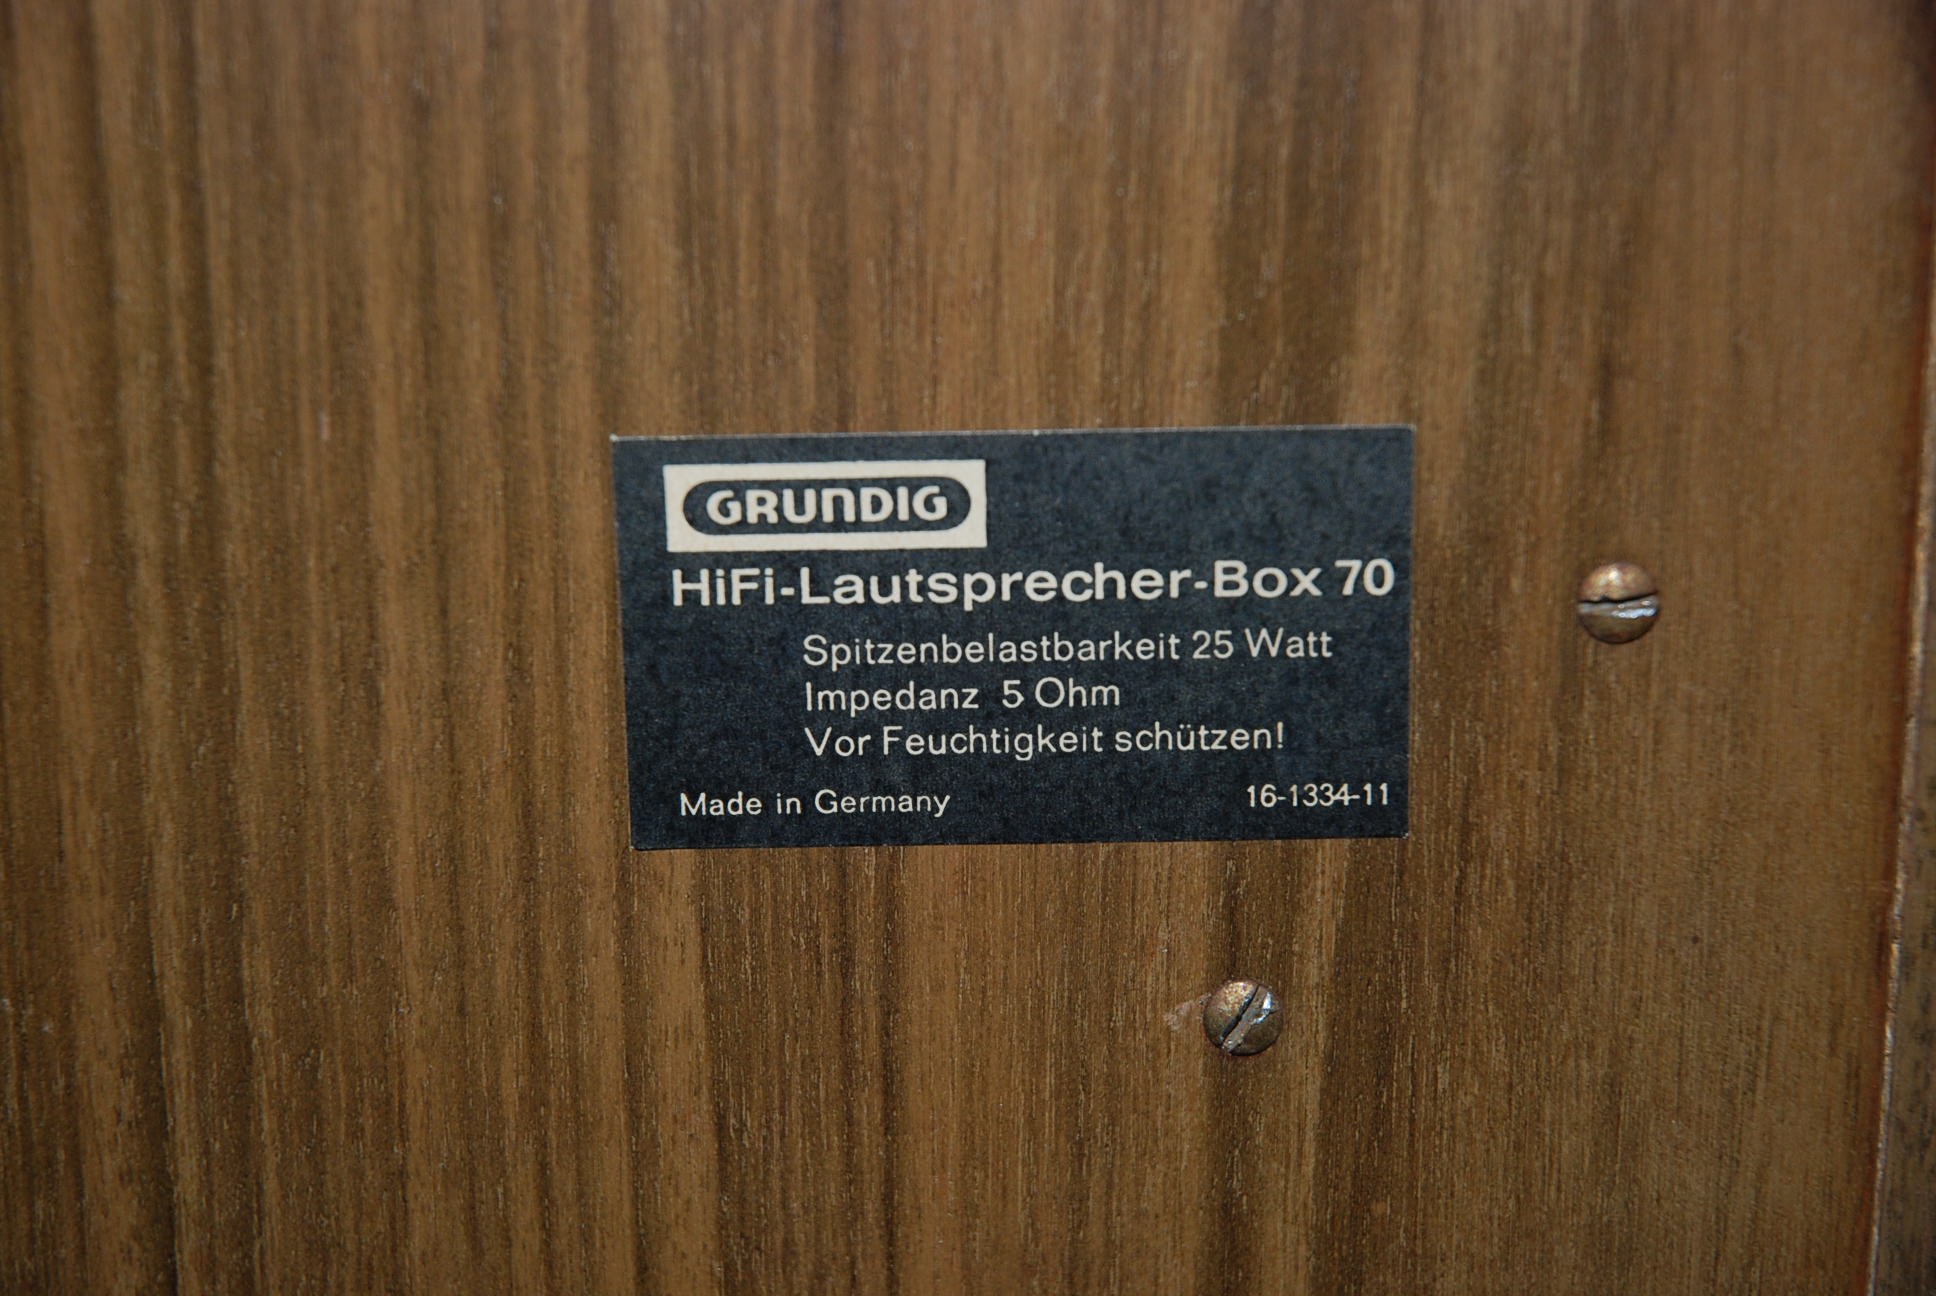 GRUNDIG
HiFi-Lautsprecher-Box 70
Spitzenbelastbarkeit 25 Watt
Impedanz 5 Ohm
Vor Feuchtigkeit schützen!
Made in Germany 16-1334-11